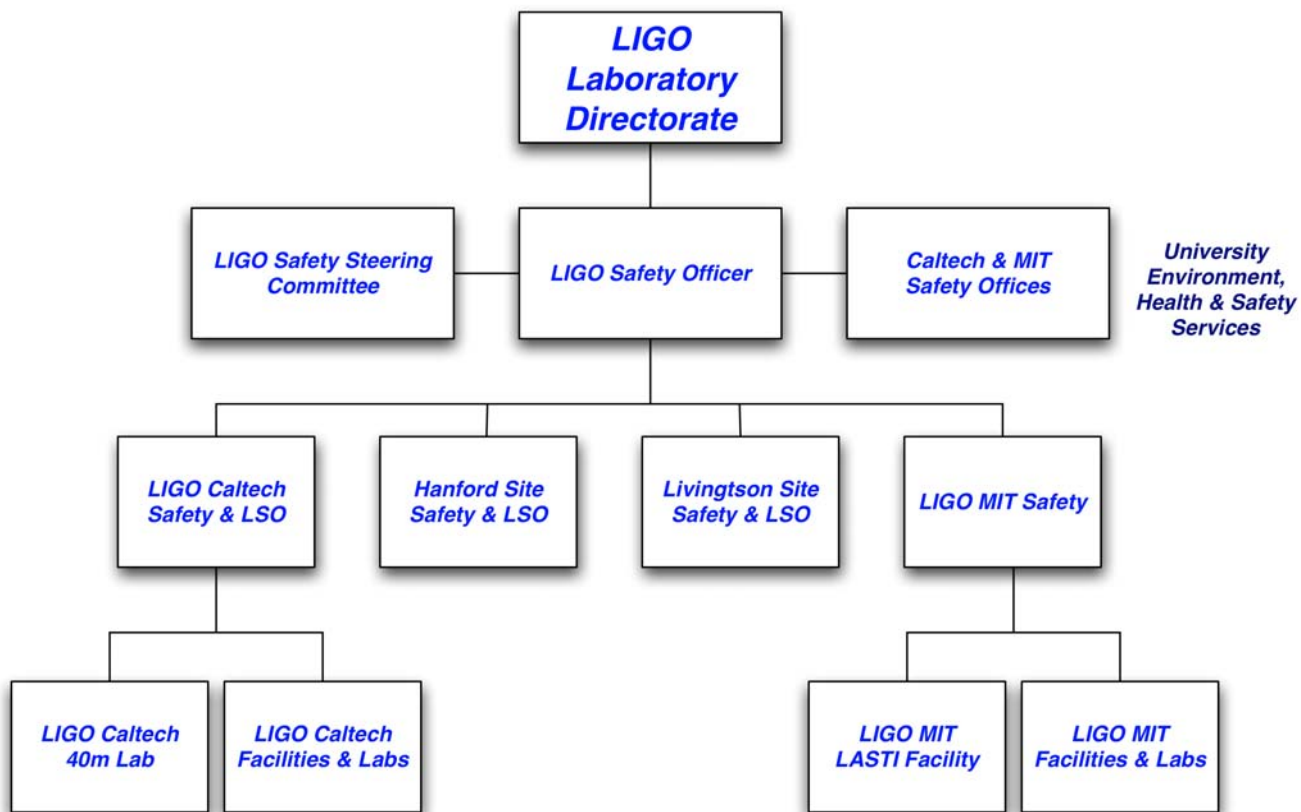 LIGO
Laboratory
Directorate
LIGO Safety Steering
Committee
LIGO Safety Officer
Caltech & MIT
Safety Offices
University
Environment,
Health & Safety
Services
LIGO Caltech
Safety & LSO
Hanford Site
Safety & LSO
Livingtson Site
Safety & LSO
LIGO MIT Safety
LIGO Caltech
40m Lab
LIGO Caltech
Facilities & Labs
LIGO MIT
LASTI Facility
LIGO MIT
Facilities & Labs